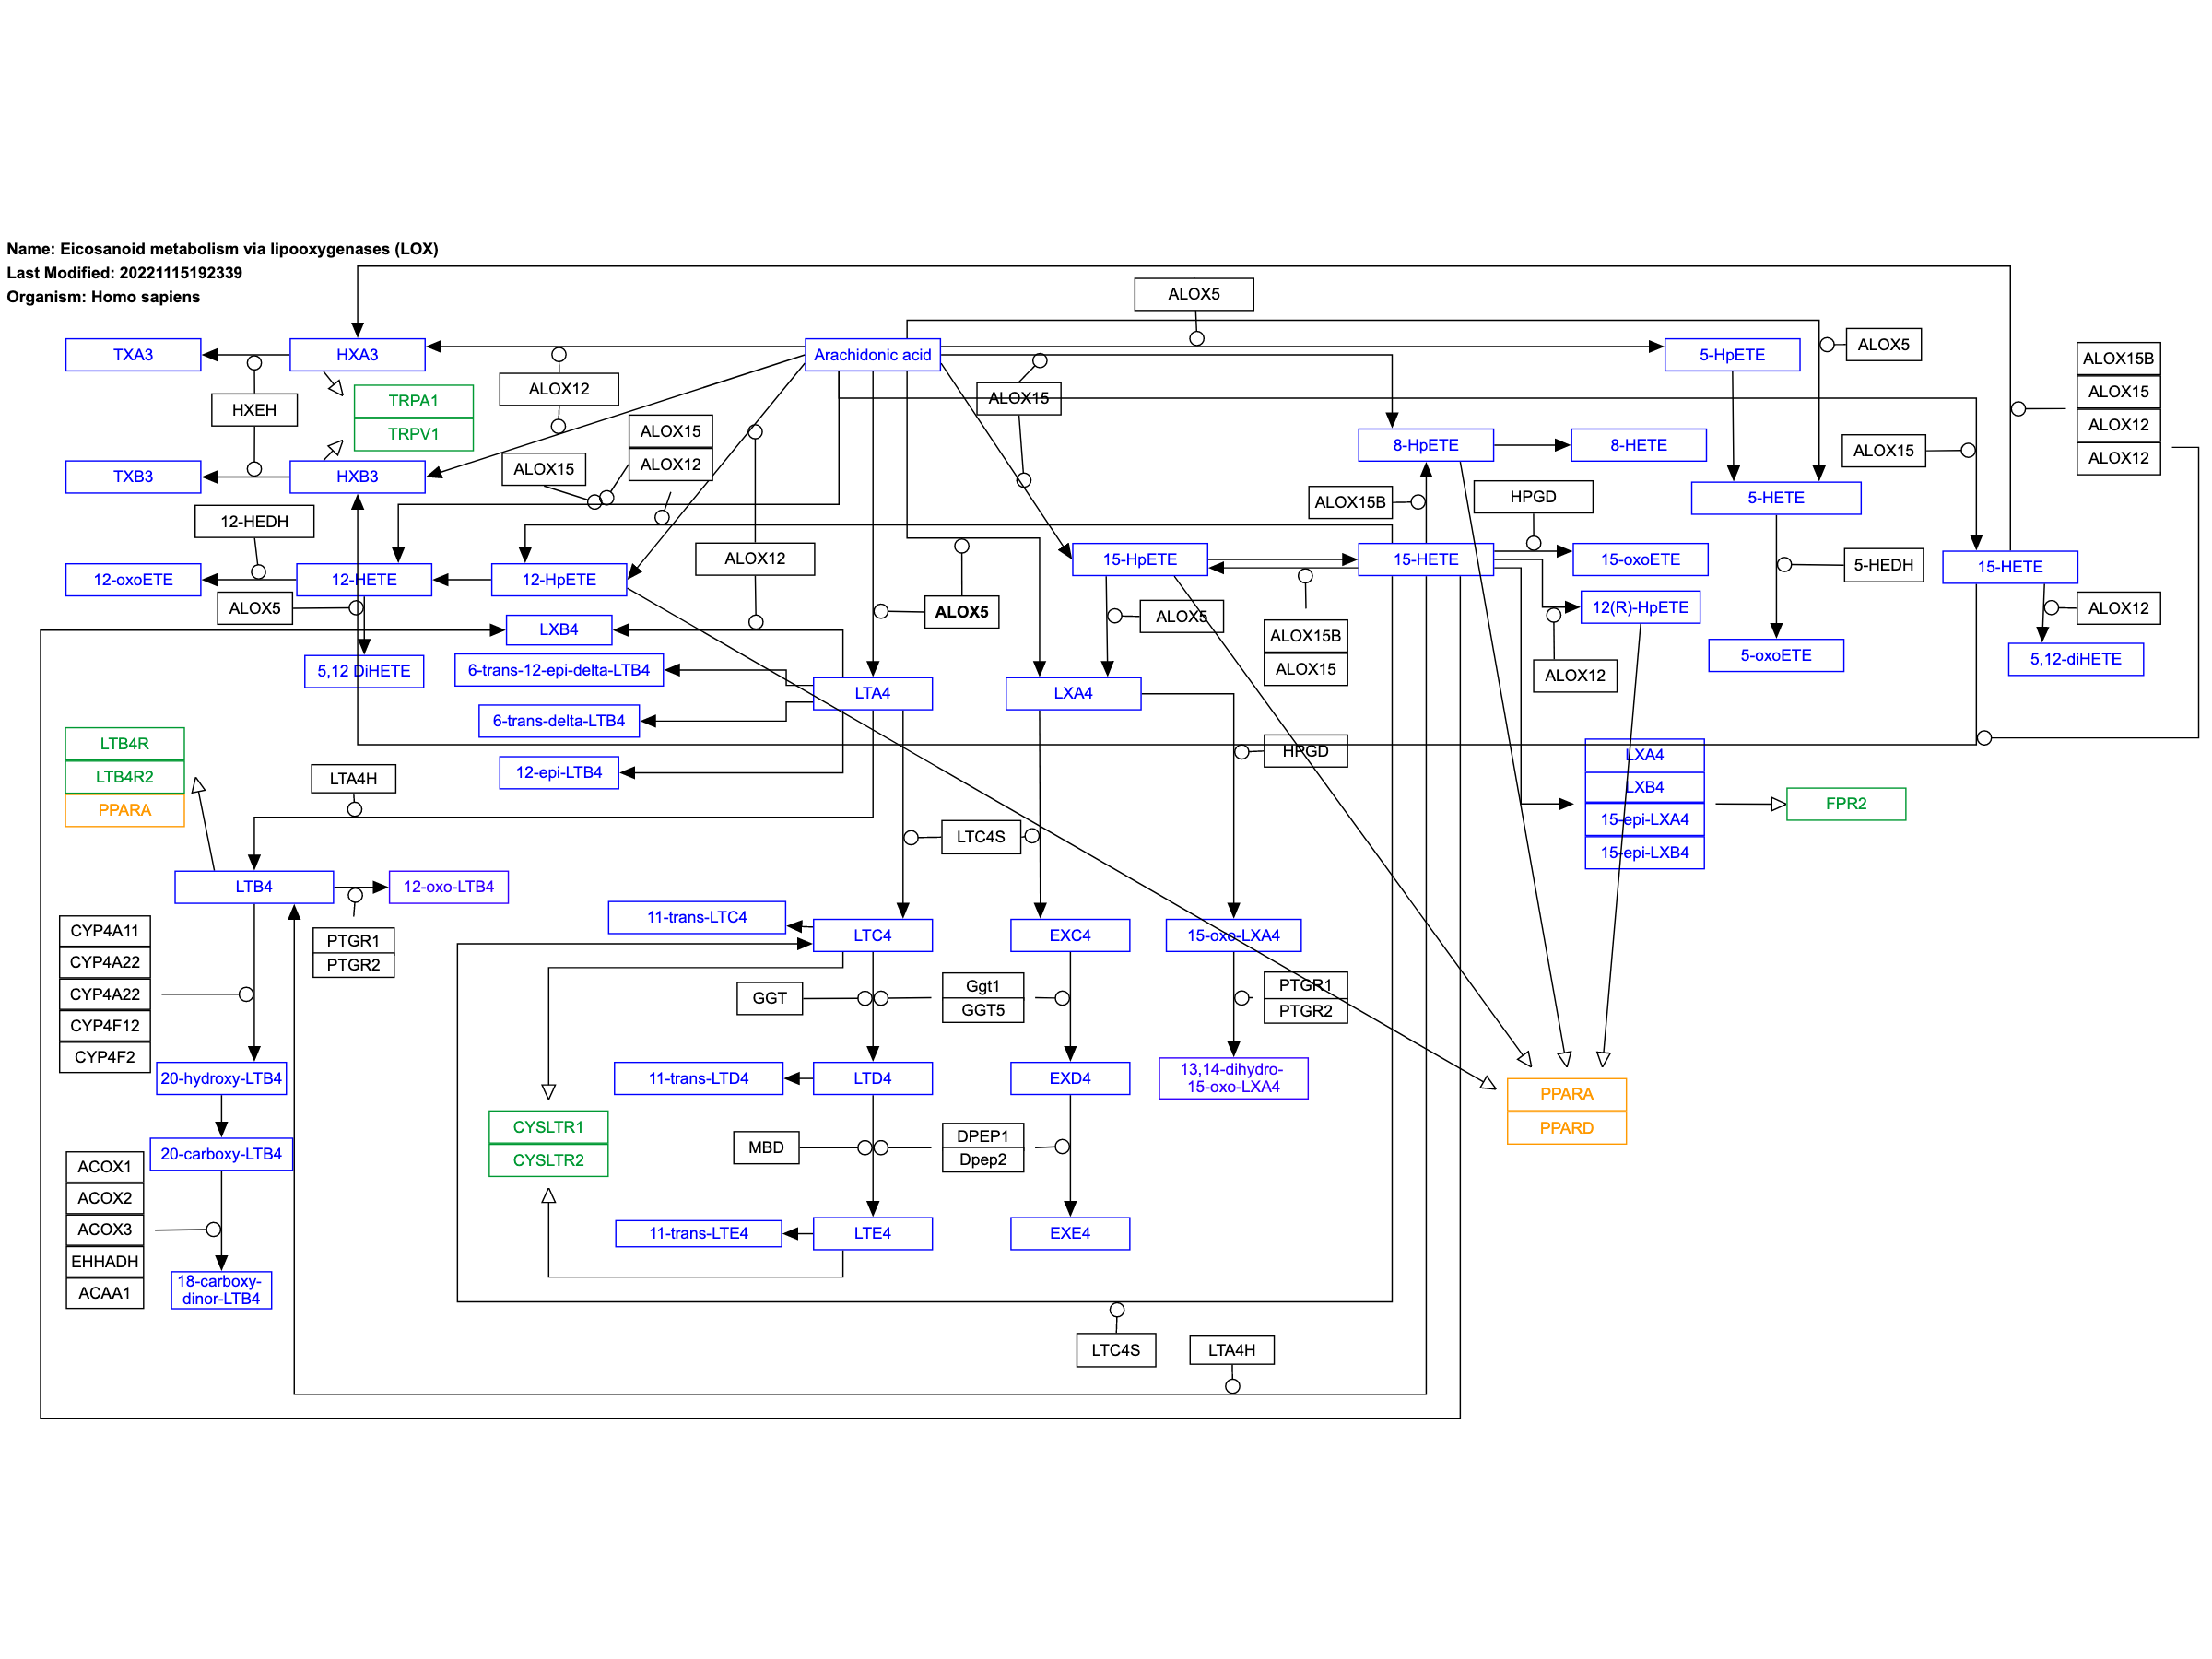 Name: Eicosanoid metabolism via lipooxygenases (LOX)
Last Modified: 20221115192339
Organism: Homo sapiens
ALOX5
TXA3
HXA3
Arachidonic acid
5-HpETE
ALOX5
ALOX15B
ALOX15
ALOX12
ALOX12
HXEH
TRPA1
TRPV1
ALOX12
ALOX15
ALOX15
ALOX12
8-HpETE
8-HETE
ALOX15
TXB3
HXB3
ALOX15
ALOX15B
HPGD
5-HETE
12-HEDH
ALOX12
15-HpETE
15-HETE
15-oxoETE
5-HEDH
15-HETE
12-oxoETE
12-HETE
12-HpETE
ALOX5
ALOX5
ALOX5
12(R)-HpETE
ALOX12
LXB4
ALOX15B
ALOX15
5-oxoETE
5,12-diHETE
5,12 DiHETE
6-trans-12-epi-delta-LTB4
ALOX12
LTA4
LXA4
6-trans-delta-LTB4
LTB4R
LTB4R2
PPARA
HPGD
LXA4
LXB4
15-epi-LXA4
15-epi-LXB4
FPR2
LTA4H
12-epi-LTB4
LTC4S
LTB4
12-oxo-LTB4
11-trans-LTC4
LTC4
EXC4
15-oxo-LXA4
CYP4A11
CYP4A22
CYP4A22
CYP4F12
CYP4F2
PTGR1
PTGR2
GGT
Ggt1
GGT5
PTGR1
PTGR2
20-hydroxy-LTB4
11-trans-LTD4
LTD4
EXD4
13,14-dihydro-
15-oxo-LXA4
PPARA
PPARD
CYSLTR1
CYSLTR2
MBD
DPEP1
Dpep2
20-carboxy-LTB4
ACOX1
ACOX2
ACOX3
EHHADH
ACAA1
11-trans-LTE4
LTE4
EXE4
18-carboxy-
dinor-LTB4
LTC4S
LTA4H